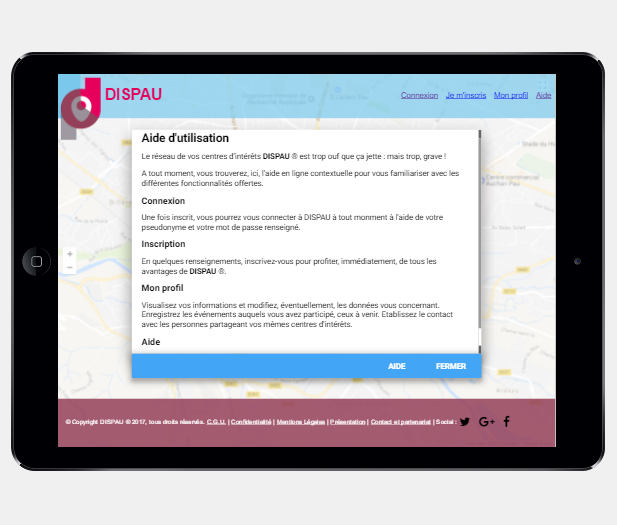 DISPAU
Connexion Je m'inscris Mon profil Aide
Aide d'utilisation
Le réseau de vos centres d'intérêts DISPAU ® est trop ouf que ça jette : mais trop, grave !
A tout moment, vous trouverez, ici, l'aide en ligne contextuelle pour vous familiariser avec les
différentes fonctionnalités offertes.
Connexion
Une fois inscrit, vous pourrez vous connecter à DISPAU à tout monment à l'aide de votre
pseudonyme et votre mot de passe renseigné.
Inscription
En quelques renseignements, inscrivez-vous pour profiter, immédiatement, de tous les
avantages de DISPAU ®.
Mon profil
Visualisez vos informations et modifiez, éventuellement, les données vous concernant.
Enregistrez les événements auquels vous avez participé, ceux à venir. Etablissez le contact
avec les personnes partageant vos mêmes centres d'intérêts.
Aide
AIDE FERMER
Centre commercial
Auchan Pau
© Copyright DISPAU ® 2017, tous droits réservés. C.G.U. | Confidentialité | Mentions Légales | Présentation | Contact et partenariat | Social :